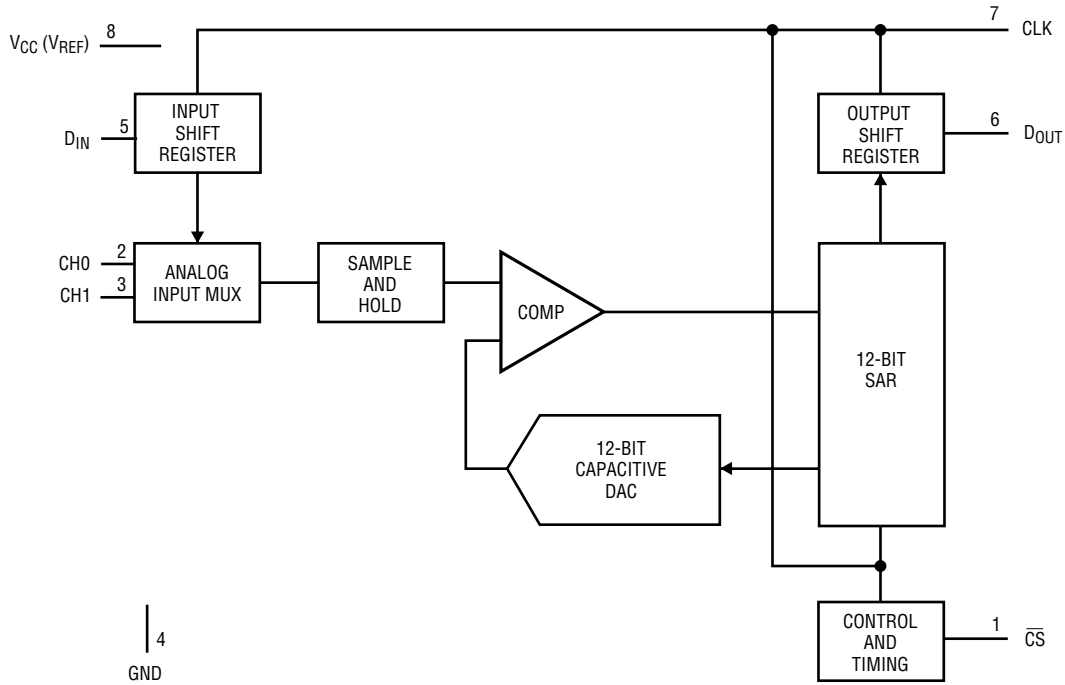 7
CLK
8
VCC (VREF)
INPUT
SHIFT
REGISTER
5
DIN
OUTPUT
SHIFT
REGISTER
6
DOUT
2
CH0
3
CH1
ANALOG
INPUT MUX
SAMPLE
AND
HOLD
COMP
12-BIT
SAR
12-BIT
CAPACITIVE
DAC
4
GND
CONTROL
AND
TIMING
1
C̅S̅